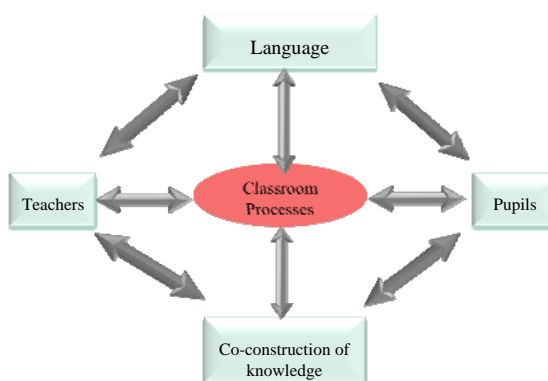 Language
Teachers
Classroom
Processes
Pupils
Co-construction of
knowledge